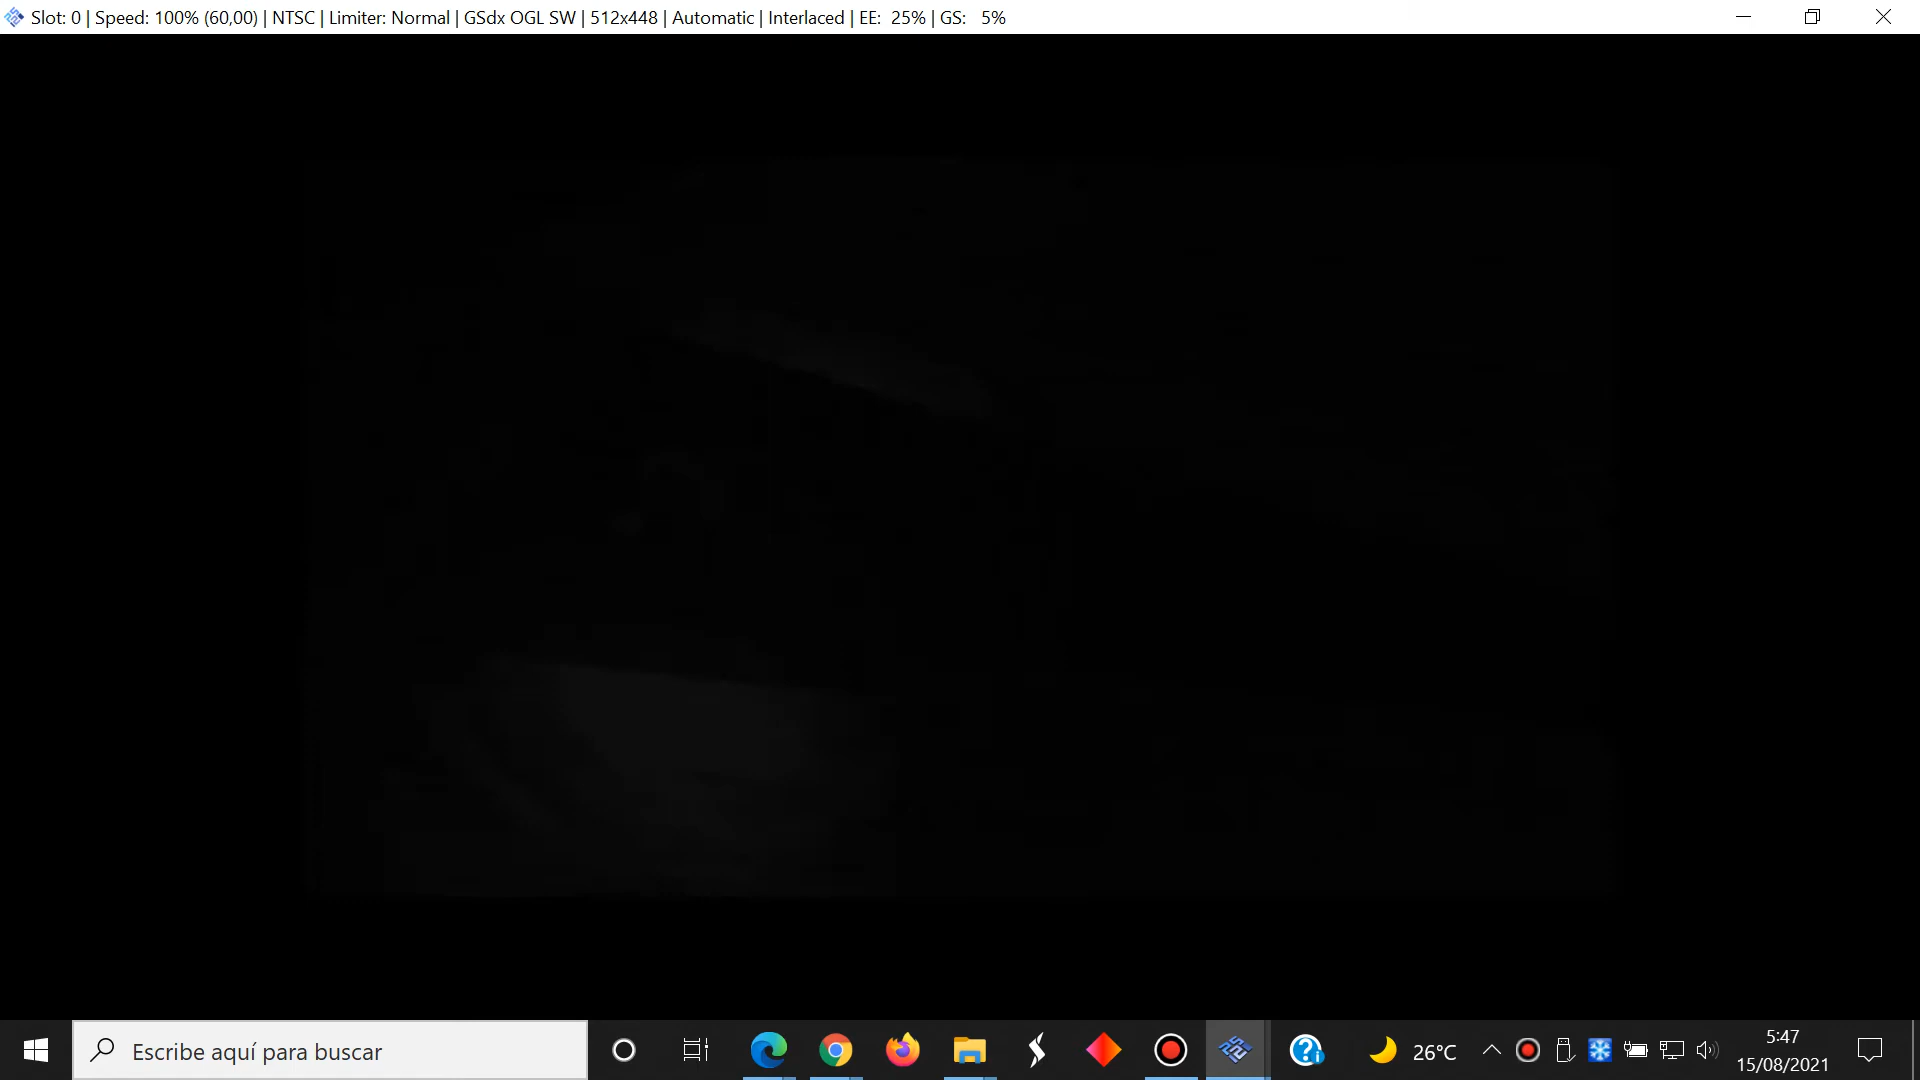 Slot: 0 | Speed: 100% (60,00) | NTSC | Limiter: Normal | GSdx OGL SW | 512x448 | Automatic | Interlaced | EE: 25% | GS: 5%
Escribe aquí para buscar
26°C
5:47
15/08/2021